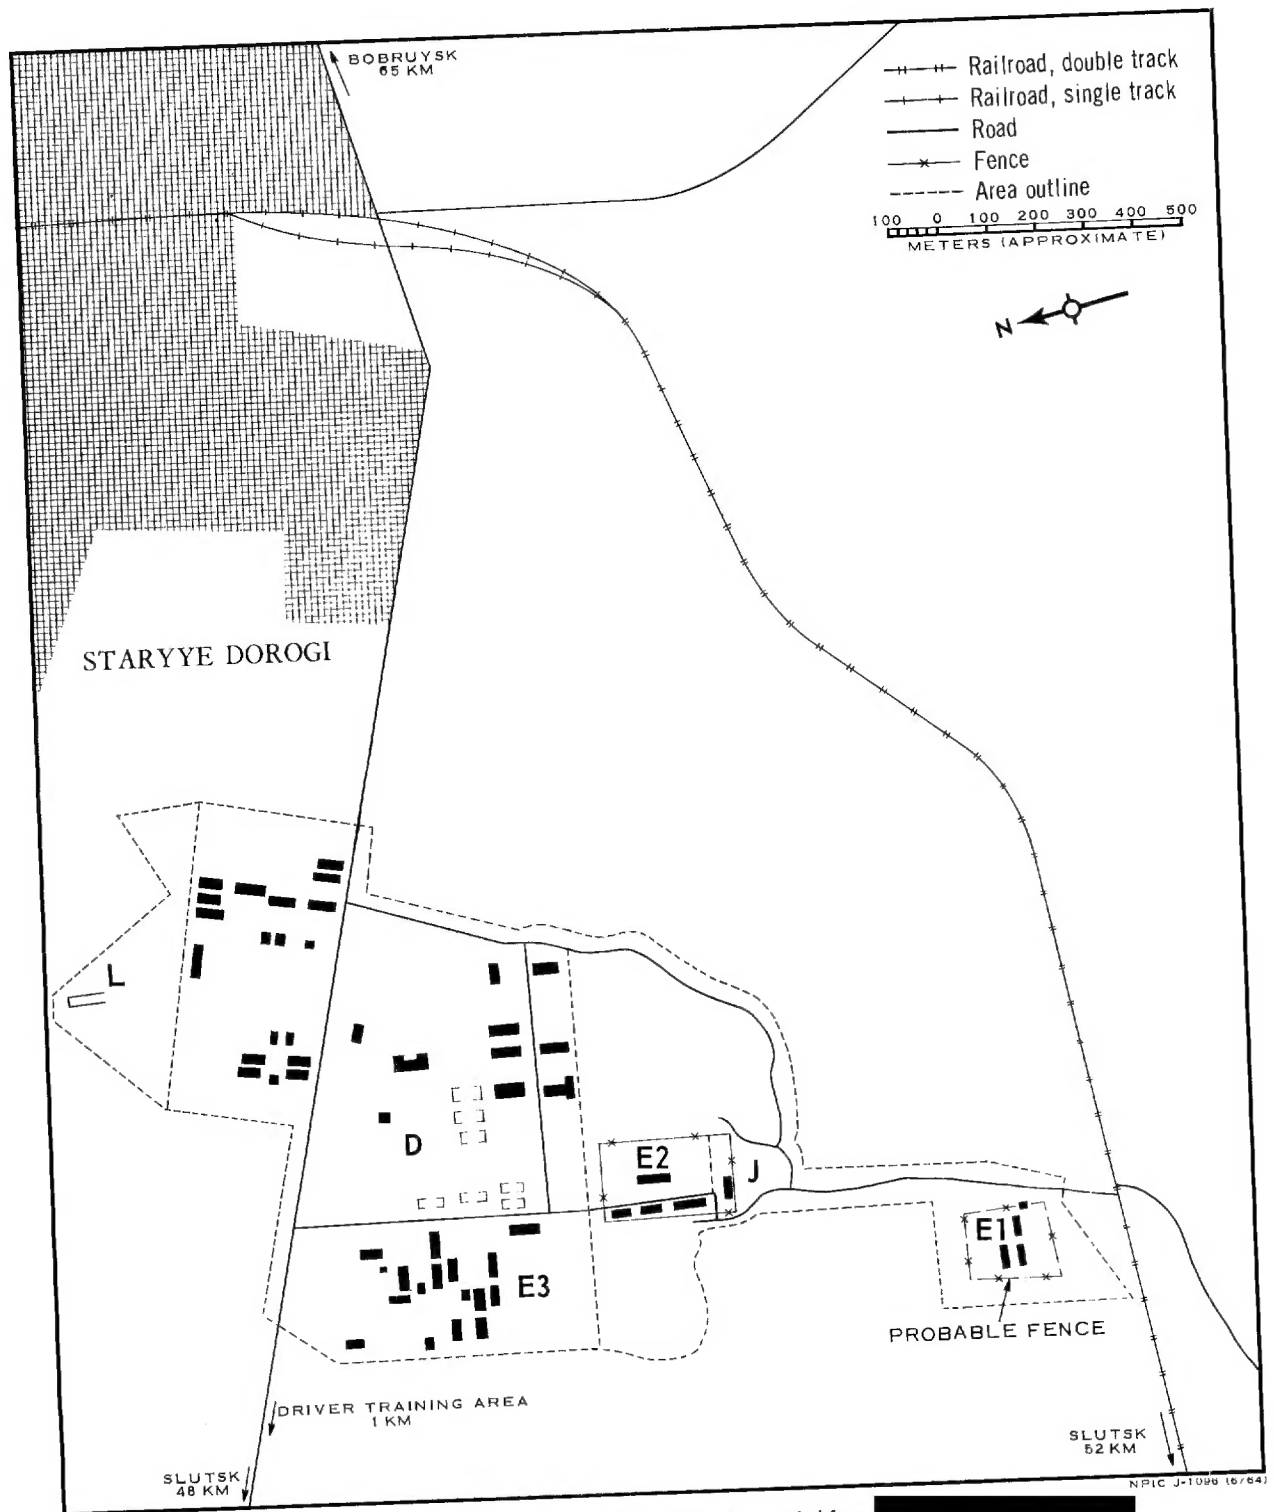 BOBRUYSK
65 KM
Railroad, double track
Railroad, single track
Road
Fence
Area outline
100 0 100 200 300 400 500
METERS (APPROXIMATE)
N
STARYYE DOROGI
L
D
E2
J
E1
E3
PROBABLE FENCE
DRIVER TRAINING AREA
1 KM
SLUTSK
48 KM
SLUTSK
52 KM
NPIC J-1096 (6/64)